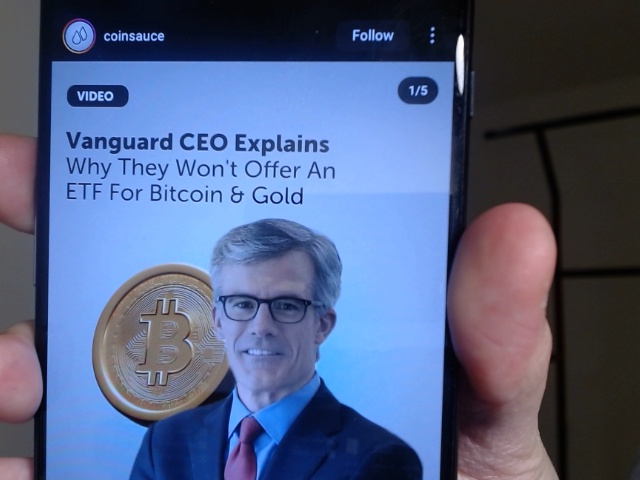 coinsauce
Follow
VIDEO
1/5
Vanguard CEO Explains
Why They Won't Offer An
ETF For Bitcoin & Gold